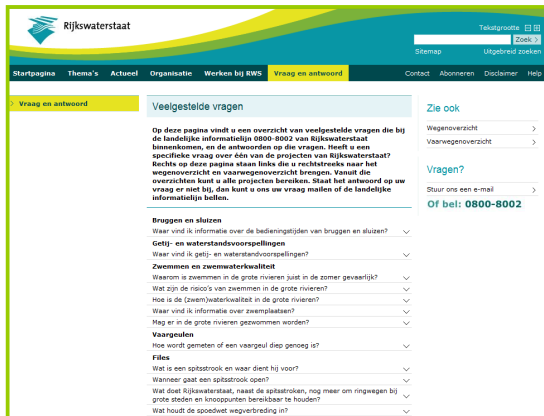 Rijkswaterstaat
Tekstgrootte
Zoek
Sitemap
Uitgebreid zoeken
Startpagina Thema's Actueel Organisatie Werken bij RWS Vraag en antwoord Contact Abonneren Disclaimer Help
Vraag en antwoord
Veelgestelde vragen
Op deze pagina vindt u een overzicht van veelgestelde vragen die bij
de landelijke informatielijn 0800-8002 van Rijkswaterstaat
binnenkomen, en de antwoorden op die vragen. Heeft u een
specifieke vraag over één van de projecten van Rijkswaterstaat?
Rechts op deze pagina staan links die u rechtstreeks naar het
wegenoverzicht en vaarwegenoverzicht brengen. Vanuit die
overzichten kunt u alle projecten bereiken. Staat het antwoord op uw
vraag er niet bij, dan kunt u ons uw vraag mailen of de landelijke
informatielijn bellen.
Bruggen en sluizen
Waar vind ik informatie over de bedieningstijden van bruggen en sluizen?
Getij- en waterstandsvoorspellingen
Waar vind ik getij- en waterstandsvoorspellingen?
Zwemmen en zwemwaterkwaliteit
Waarom is zwemmen in de grote rivieren juist in de zomer gevaarlijk?
Wat zijn de risico's van zwemmen in de grote rivieren?
Hoe is de (zwem)waterkwaliteit in de grote rivieren?
Waar vind ik informatie over zwemplaatsen?
Mag er in de grote rivieren gezwommen worden?
Vaargeulen
Hoe wordt gemeten of een vaargeul diep genoeg is?
Files
Wat is een spitsstrook en waar dient hij voor?
Wanneer gaat een spitsstrook open?
Wat doet Rijkswaterstaat, naast de spitsstroken, nog meer om ringwegen bij
grote steden en knooppunten bereikbaar te houden?
Wat houdt de spoedwet wegverbreding in?
Zie ook
Wegenoverzicht
Vaarwegenoverzicht
Vragen?
Stuur ons een e-mail
Of bel: 0800-8002